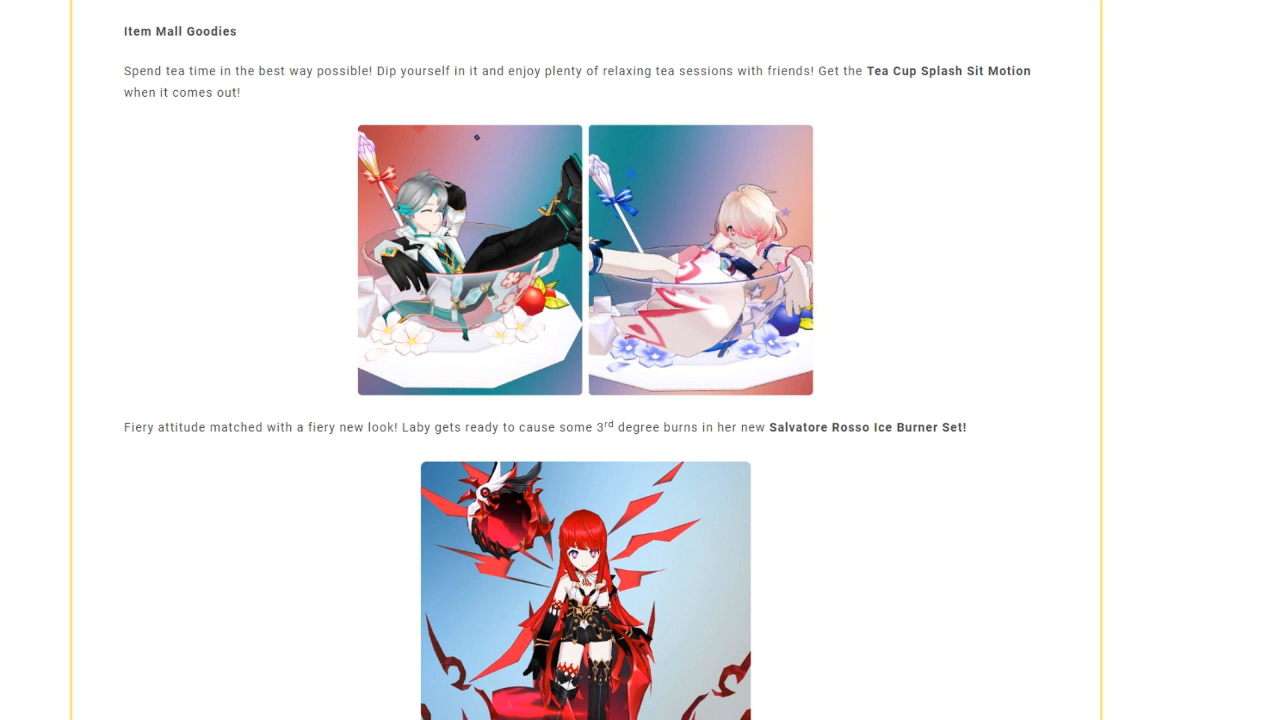 Item Mall Goodies
Spend tea time in the best way possible! Dip yourself in it and enjoy plenty of relaxing tea sessions with friends! Get the Tea Cup Splash Sit Motion
when it comes out!
Fiery attitude matched with a fiery new look! Laby gets ready to cause some 3rd degree burns in her new Salvatore Rosso Ice Burner Set!